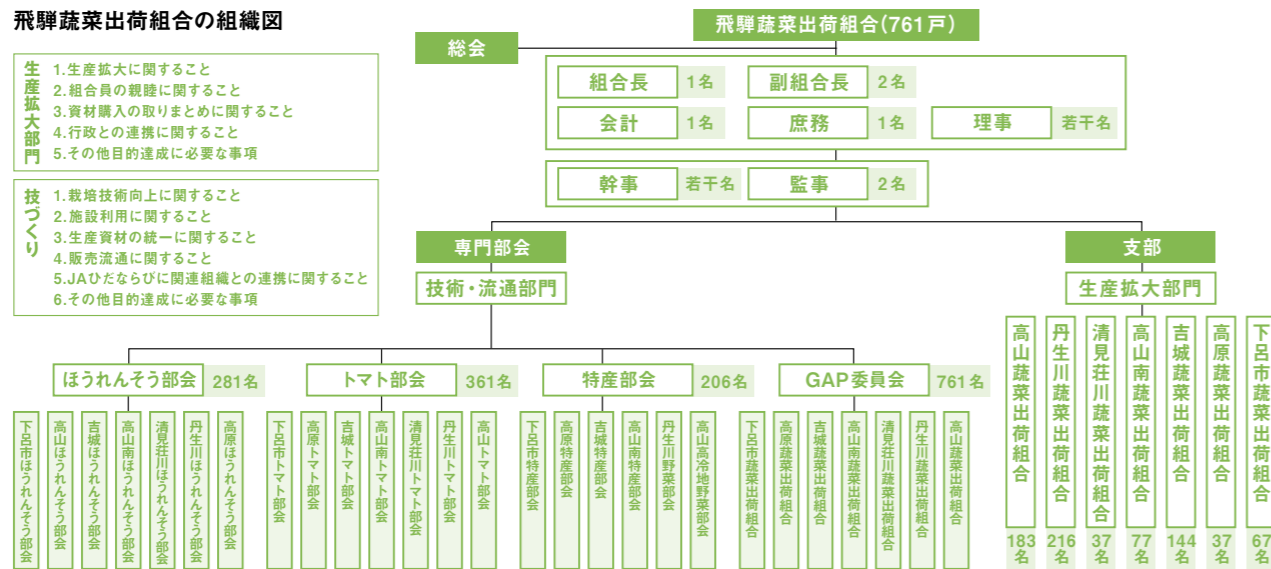 飛騨蔬菜出荷組合の組織図
生産拡大部門
1.生産拡大に関すること
2.組合員の親睦に関すること
3.資材購入の取りまとめに関すること
4.行政との連携に関すること
5.その他目的達成に必要な事項
技づくり
1.栽培技術向上に関すること
2.施設利用に関すること
3.生産資材の統一に関すること
4.販売流通に関すること
5.JAひだならびに関連組織との連携に関すること
6.その他目的達成に必要な事項
飛騨蔬菜出荷組合(761戸)
総会
組合長 1名 副組合長 2名
会計 1名 庶務 1名 理事 若干名
幹事 若干名 監事 2名
専門部会
技術・流通部門
支部
生産拡大部門
ほうれんそう部会 281名
下呂市ほうれんそう部会
高山ほうれんそう部会
吉城ほうれんそう部会
高山南ほうれんそう部会
清見荘川ほうれんそう部会
丹生川ほうれんそう部会
高原ほうれんそう部会
トマト部会 361名
下呂市トマト部会
高原トマト部会
吉城トマト部会
高山南トマト部会
清見荘川トマト部会
丹生川トマト部会
高山トマト部会
特産部会 206名
下呂市特産部会
高原特産部会
吉城特産部会
高山南特産部会
丹生川野菜部会
高山高冷地野菜部会
GAP委員会 761名
下呂市蔬菜出荷組合
高原蔬菜出荷組合
吉城蔬菜出荷組合
高山南蔬菜出荷組合
清見荘川蔬菜出荷組合
丹生川蔬菜出荷組合
高山蔬菜出荷組合
高山蔬菜出荷組合 183名
丹生川蔬菜出荷組合 216名
清見荘川蔬菜出荷組合 37名
高山南蔬菜出荷組合 77名
吉城蔬菜出荷組合 144名
高原蔬菜出荷組合 37名
下呂市蔬菜出荷組合 67名